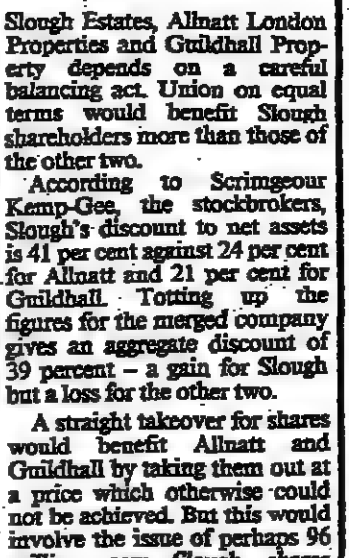 Slough Estates, Allnatt London
Properties and Guildhall Prop-
erty depends on a careful
balancing act. Union on equal
terms would benefit Slough
shareholders more than those of
the other two.
According to Scrimgeour
Kemp-Gee, the stockbrokers,
Slough's discount to net assets
is 41 per cent against 24 per cent
for Allnatt and 21 per cent for
Guildhall. Totting up the
figures for the merged company
gives an aggregate discount of
39 percent – a gain for Slough
but a loss for the other two.
A straight takeover for shares
would benefit Allnatt and
Guildhall by taking them out at
a price which otherwise could
not be achieved. But this would
involve the issue of perhaps 96
Slough shares